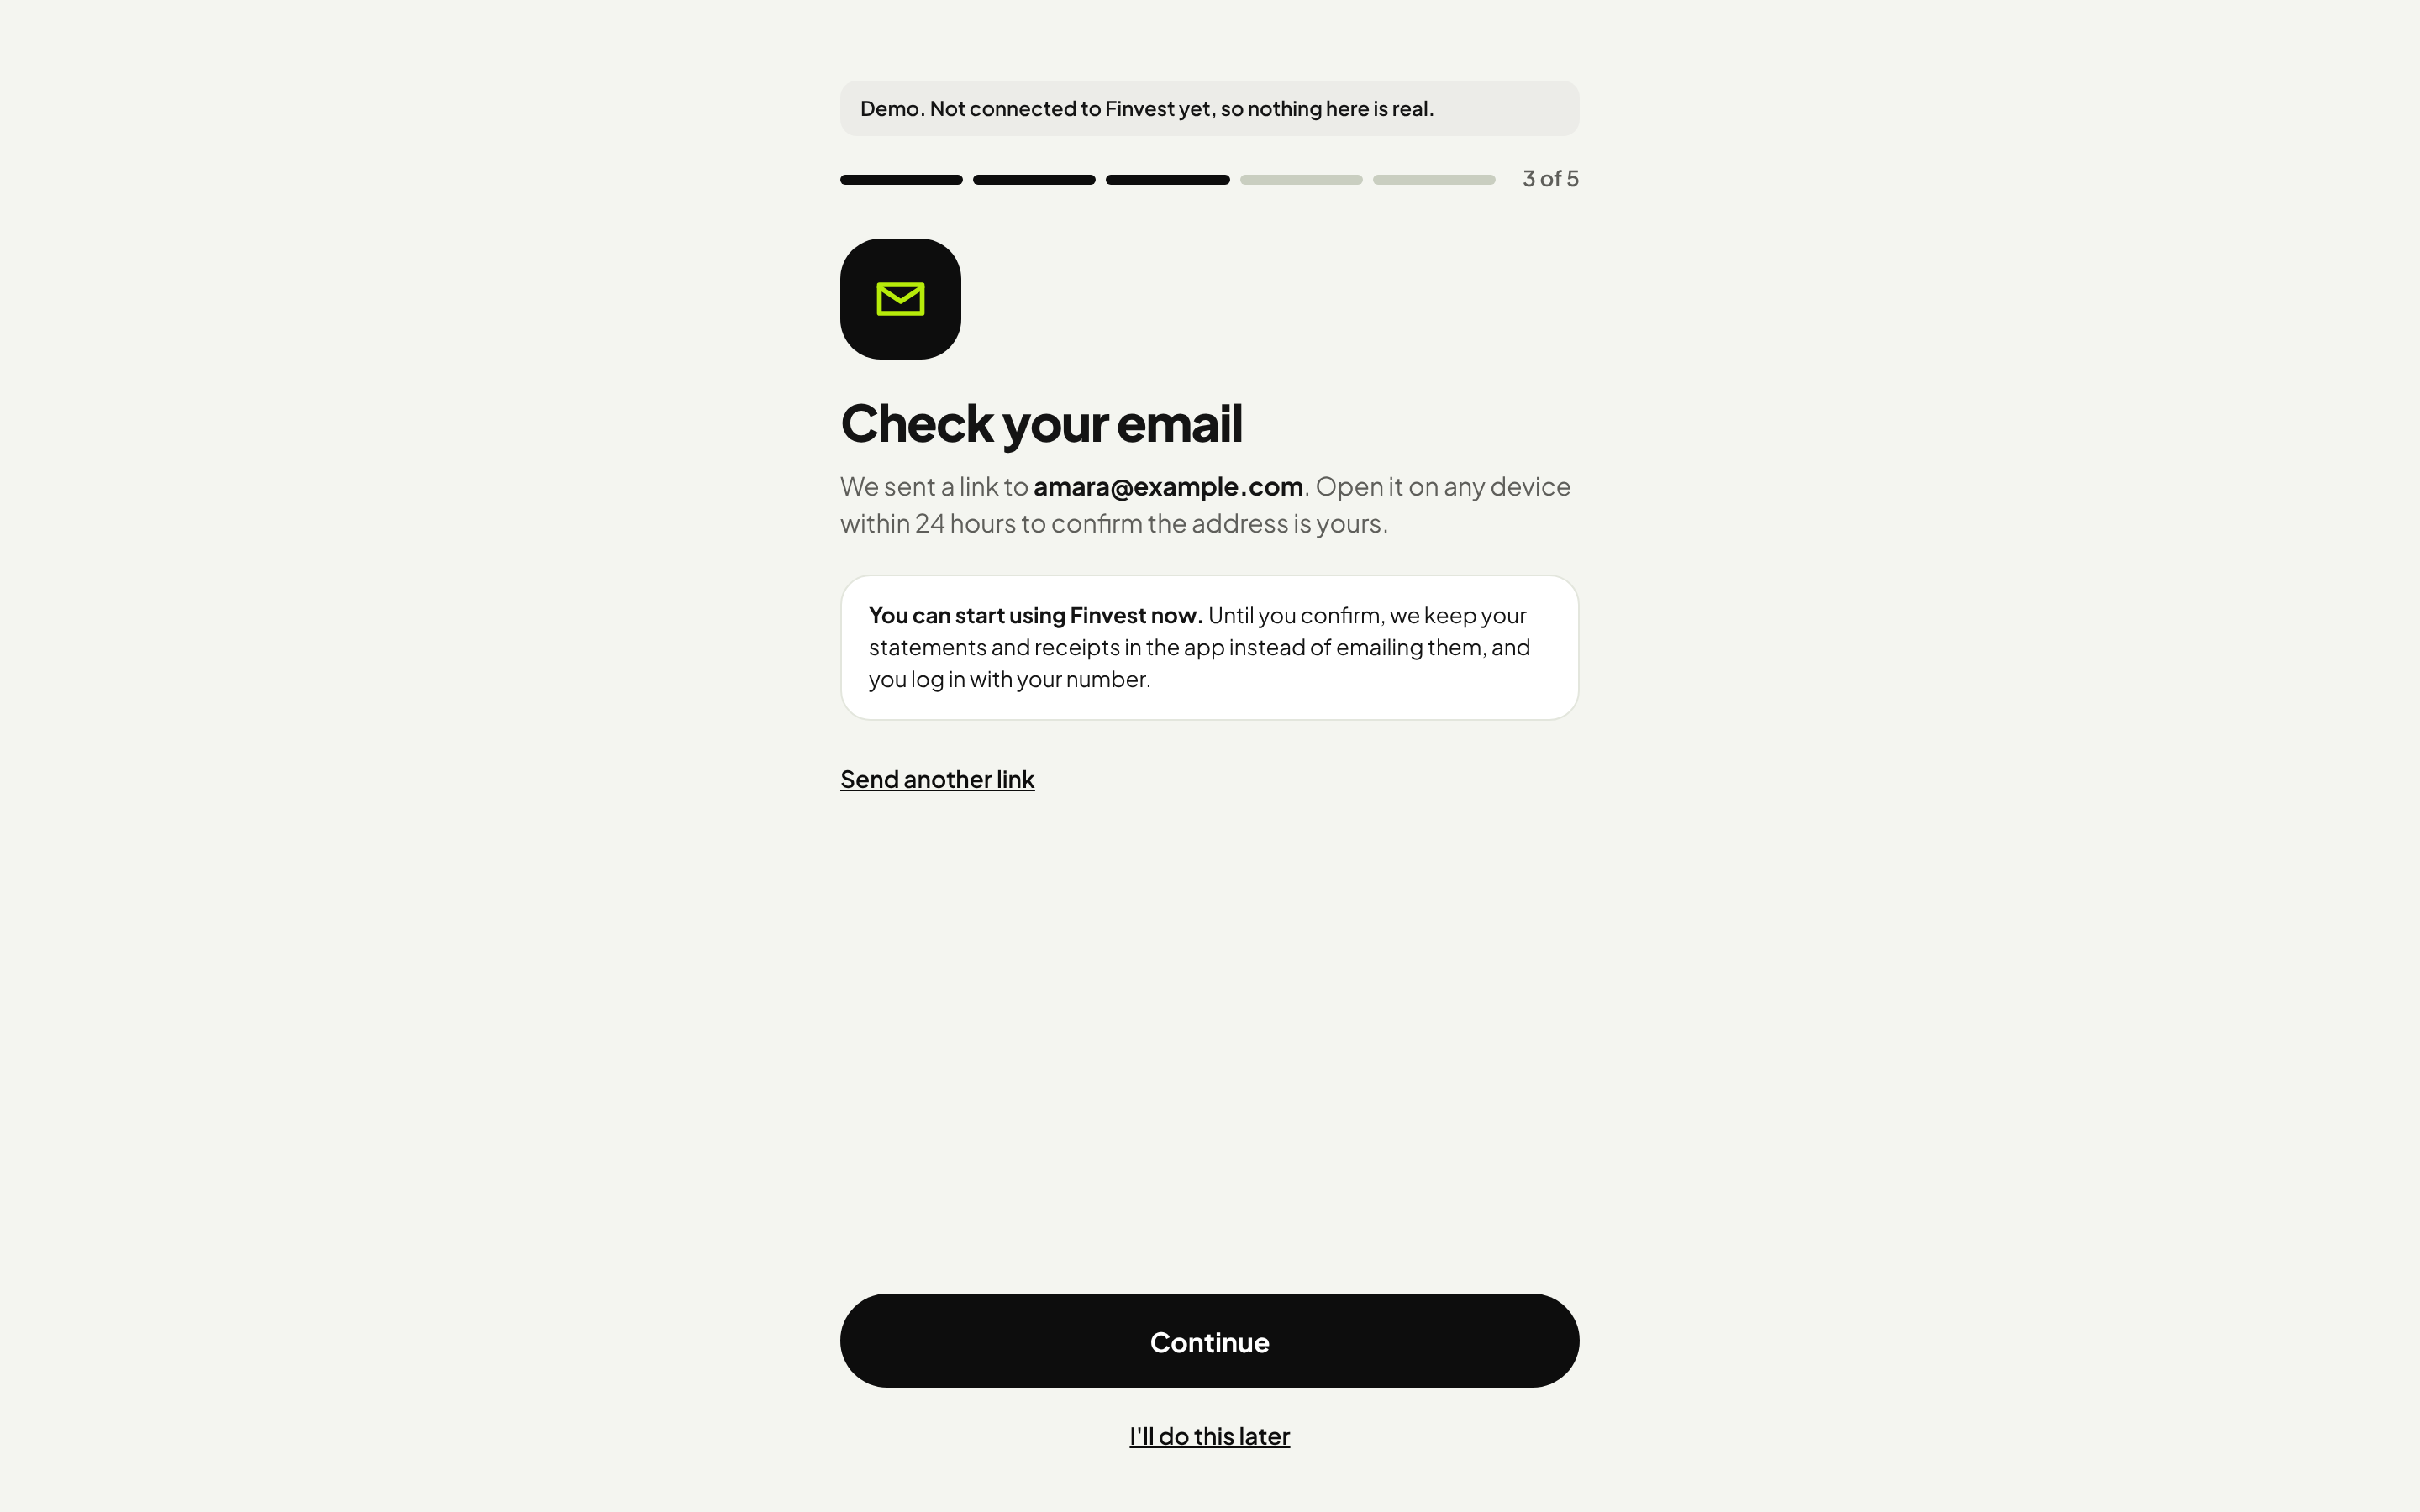 Demo. Not connected to Finvest yet, so nothing here is real.
3 of 5
Check your email
We sent a link to amara@example.com. Open it on any device
within 24 hours to confirm the address is yours.
You can start using Finvest now. Until you confirm, we keep your
statements and receipts in the app instead of emailing them, and
you log in with your number.
Send another link
Continue
I'll do this later